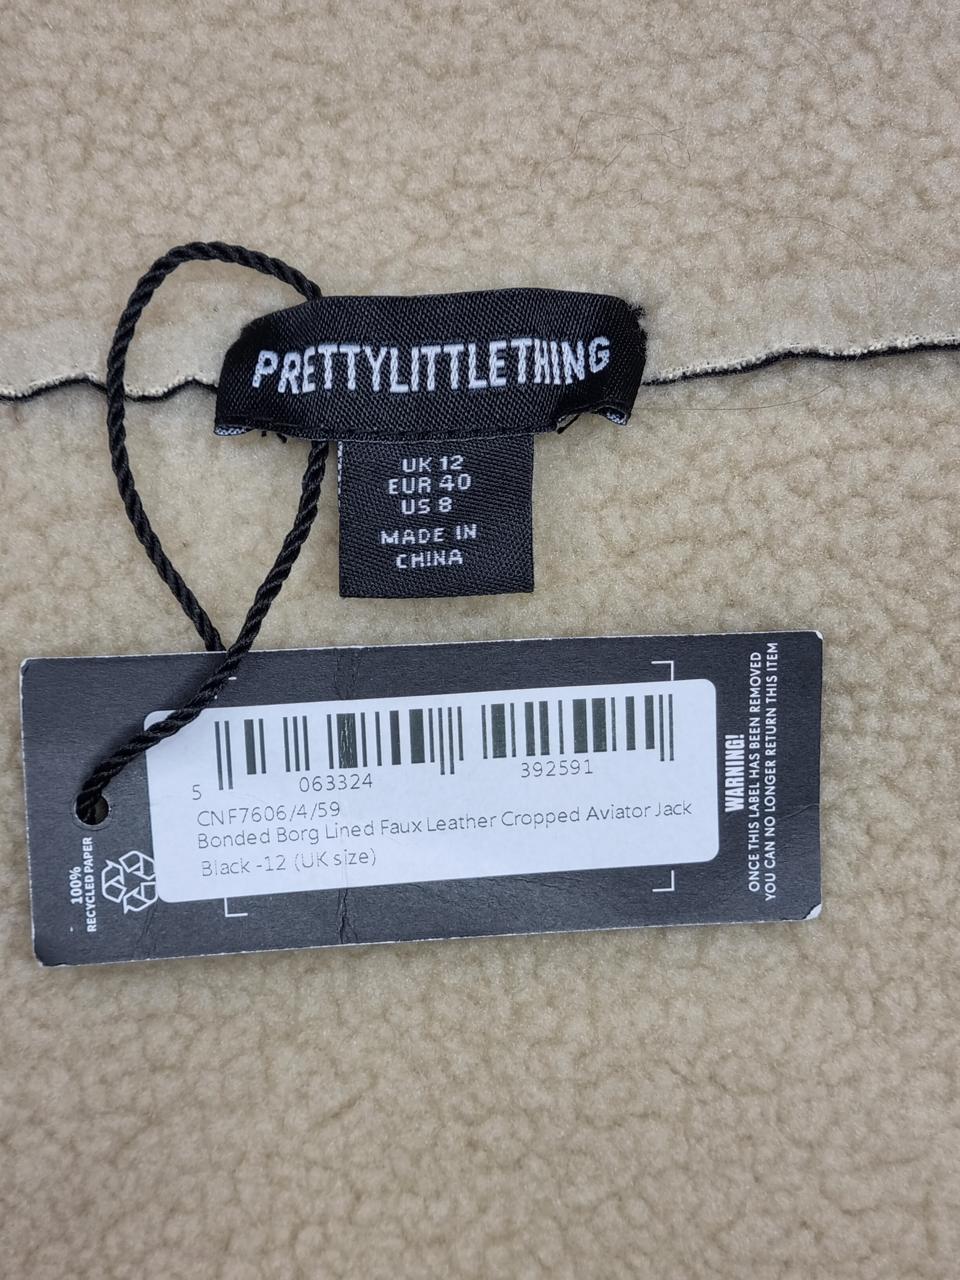 PRETTYLITTLETHING
UK 12
EUR 40
US 8
MADE IN
CHINA
5 063324 392591
CNF7606/4/59
Bonded Borg Lined Faux Leather Cropped Aviator Jack
Black -12 (UK size)
100%
RECYCLED PAPER
WARNING!
ONCE THIS LABEL HAS BEEN REMOVED
YOU CAN NO LONGER RETURN THIS ITEM